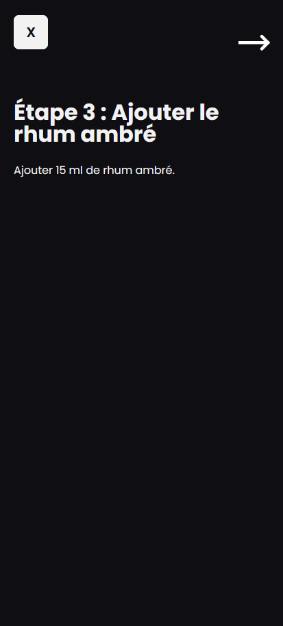 X
Étape 3 : Ajouter le
rhum ambré
Ajouter 15 ml de rhum ambré.